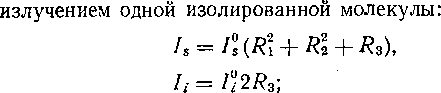 излучением одной изолированной молекулы:
I_s = I_s^0 (R_1^2 + R_2^2 + R_3),
I_i = I_i^0 2R_3;